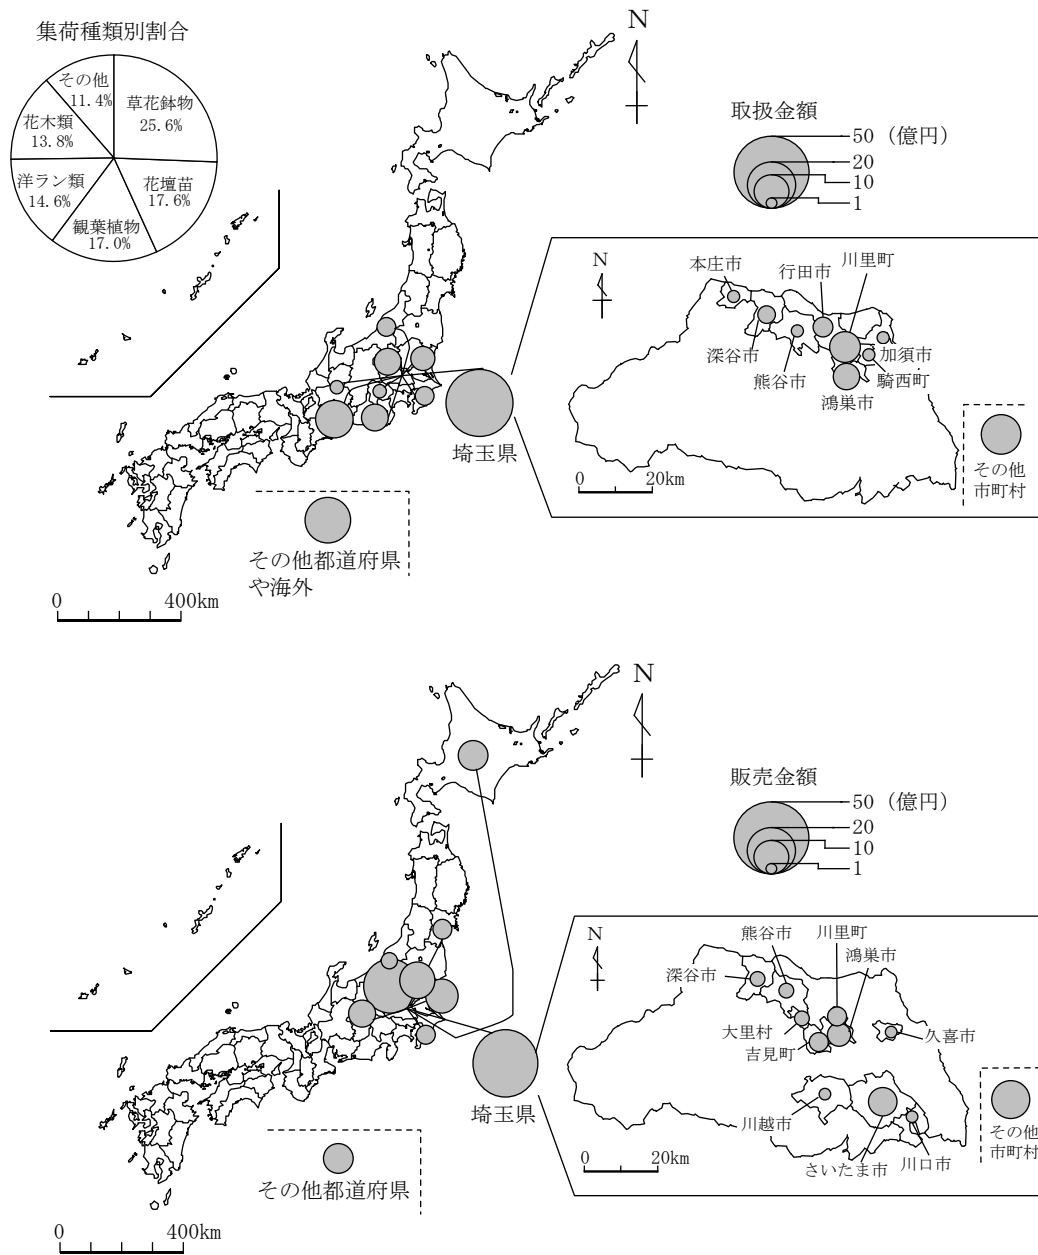 集荷種類別割合
その他
11.4%
草花鉢物
25.6%
花木類
13.8%
洋ラン類
14.6%
花壇苗
17.6%
観葉植物
17.0%
N
取扱金額
50 (億円)
20
10
1
埼玉県
その他都道府県
や海外
0 400km
N
本庄市
行田市
川里町
深谷市
熊谷市
加須市
騎西町
鴻巣市
その他
市町村
0 20km
N
販売金額
50 (億円)
20
10
1
埼玉県
その他都道府県
0 400km
N
熊谷市
川里町
鴻巣市
深谷市
大里村
吉見町
久喜市
川越市
さいたま市
川口市
その他
市町村
0 20km